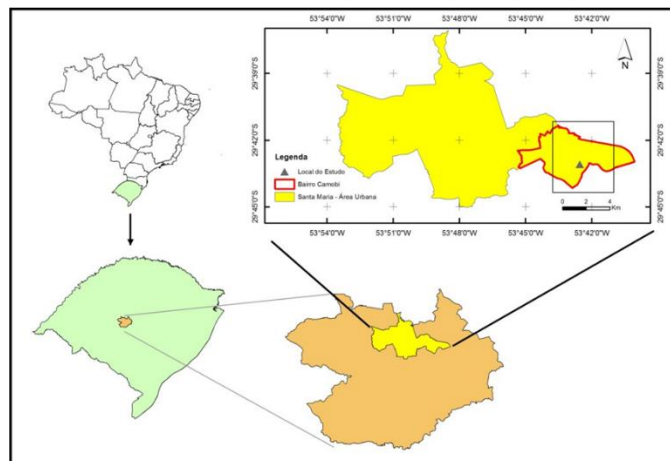 53°54'0"W 53°51'0"W 53°48'0"W 53°45'0"W 53°42'0"W
N
29°39'0"S 29°39'0"S
29°42'0"S 29°42'0"S
29°45'0"S 29°45'0"S
Legenda
Local do Estudo
Bairro Camobi
Santa Maria - Área Urbana
0 1 2 4
Km
53°54'0"W 53°51'0"W 53°48'0"W 53°45'0"W 53°42'0"W